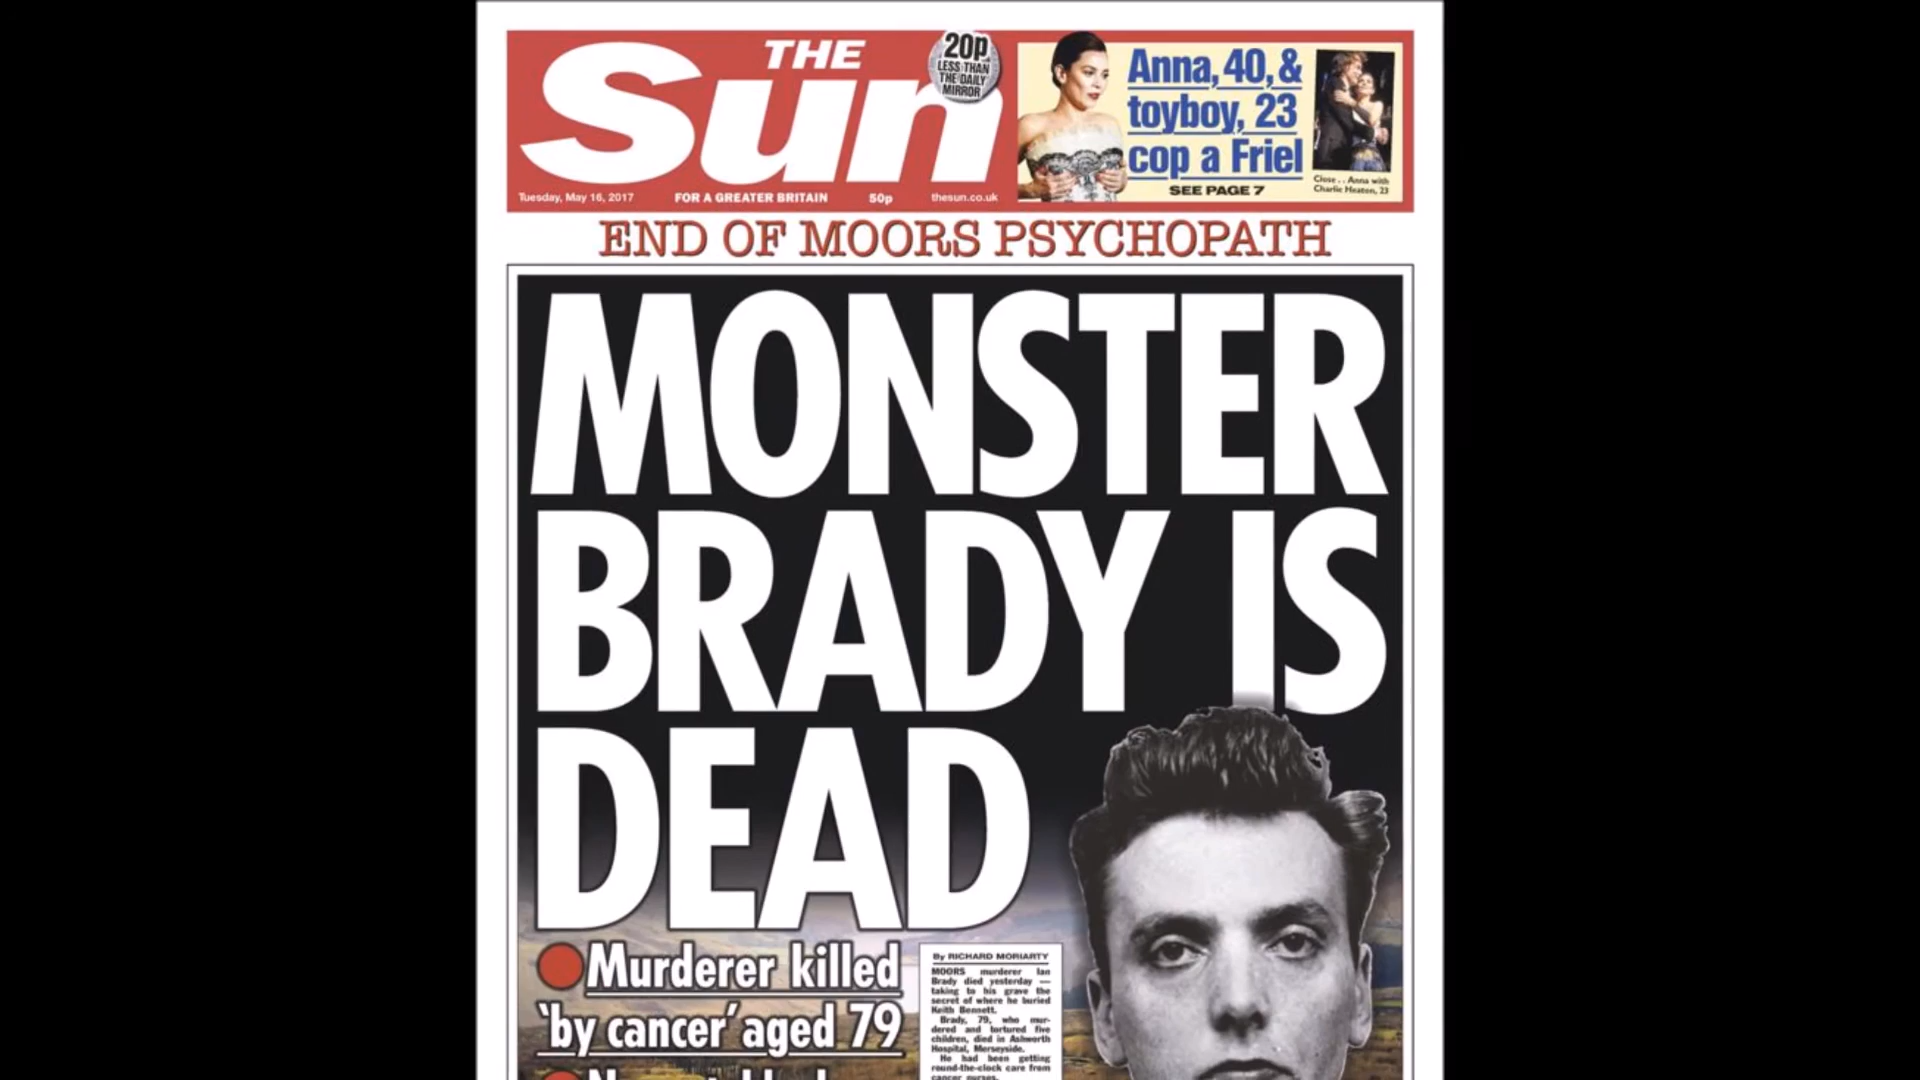 THE
Sun
20p
LESS THAN
THE DAILY
MIRROR
Tuesday, May 16, 2017 FOR A GREATER BRITAIN 50p thesun.co.uk
Anna, 40, &
toyboy, 23
cop a Friel
SEE PAGE 7
Close . . Anna with
Charlie Heaton, 23
END OF MOORS PSYCHOPATH
MONSTER
BRADY IS
DEAD
Murderer killed
'by cancer' aged 79
By RICHARD MORIARTY
MOORS murderer Ian
Brady died yesterday —
taking to his grave the
secret of where he buried
Keith Bennett.
Brady, 79, who mur-
dered and tortured five
children, died in Ashworth
Hospital, Merseyside.
He had been getting
round-the-clock care from
cancer nurses.